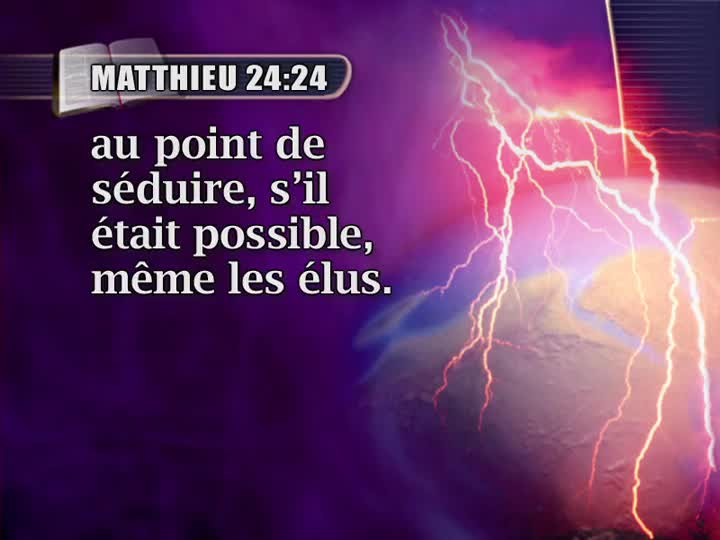 MATTHIEU 24:24
au point de
séduire, s’il
était possible,
même les élus.